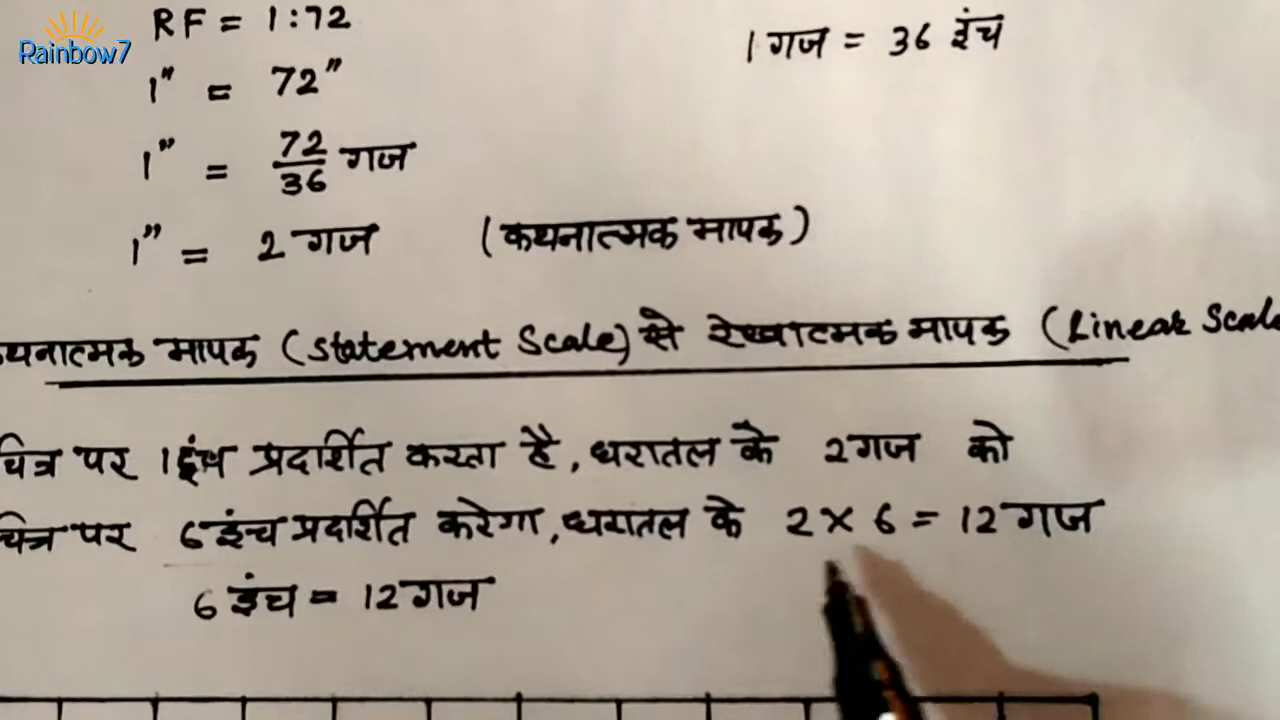 Rainbow7
RF = 1:72
1 गज = 36 इंच
1" = 72"
1" = 72/36 गज
1" = 2 गज (कथनात्मक मापक)
कथनात्मक मापक (Statement Scale) से रेखात्मक मापक (Linear Scale
चित्र पर 1 इंच प्रदर्शित करता है, धरातल के 2 गज को
चित्र पर 6 इंच प्रदर्शित करेगा, धरातल के 2 × 6 = 12 गज
6 इंच = 12 गज